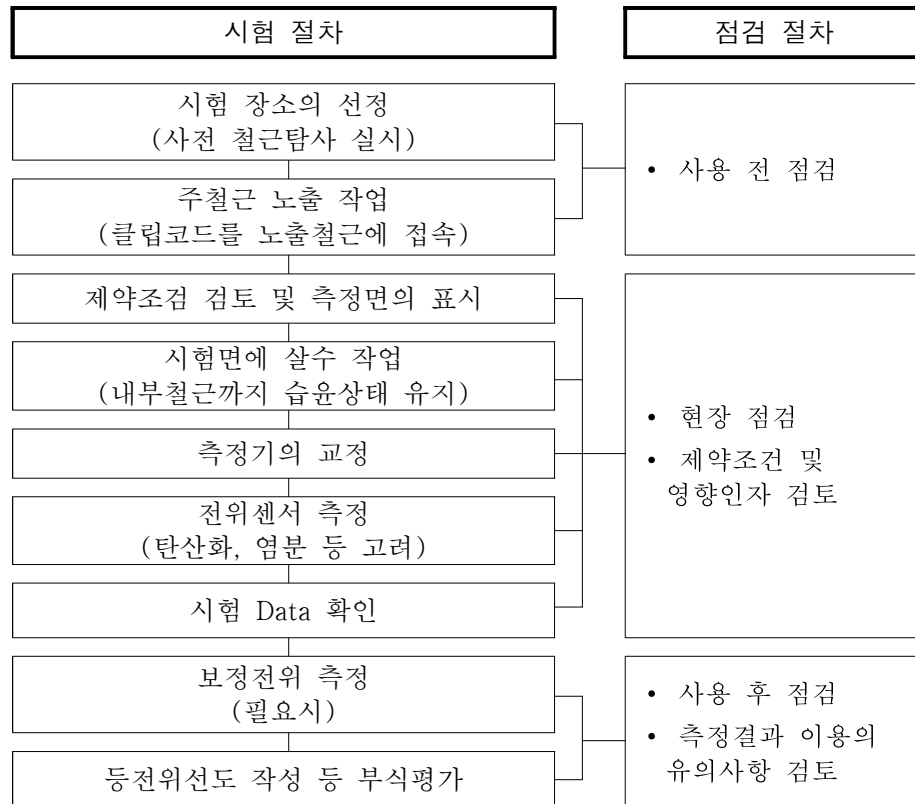 시험 절차
점검 절차
시험 장소의 선정
(사전 철근탐사 실시)
주철근 노출 작업
(클립코드를 노출철근에 접속)
• 사용 전 점검
제약조검 검토 및 측정면의 표시
시험면에 살수 작업
(내부철근까지 습윤상태 유지)
측정기의 교정
전위센서 측정
(탄산화, 염분 등 고려)
시험 Data 확인
• 현장 점검
• 제약조건 및
영향인자 검토
보정전위 측정
(필요시)
등전위선도 작성 등 부식평가
• 사용 후 점검
• 측정결과 이용의
유의사항 검토